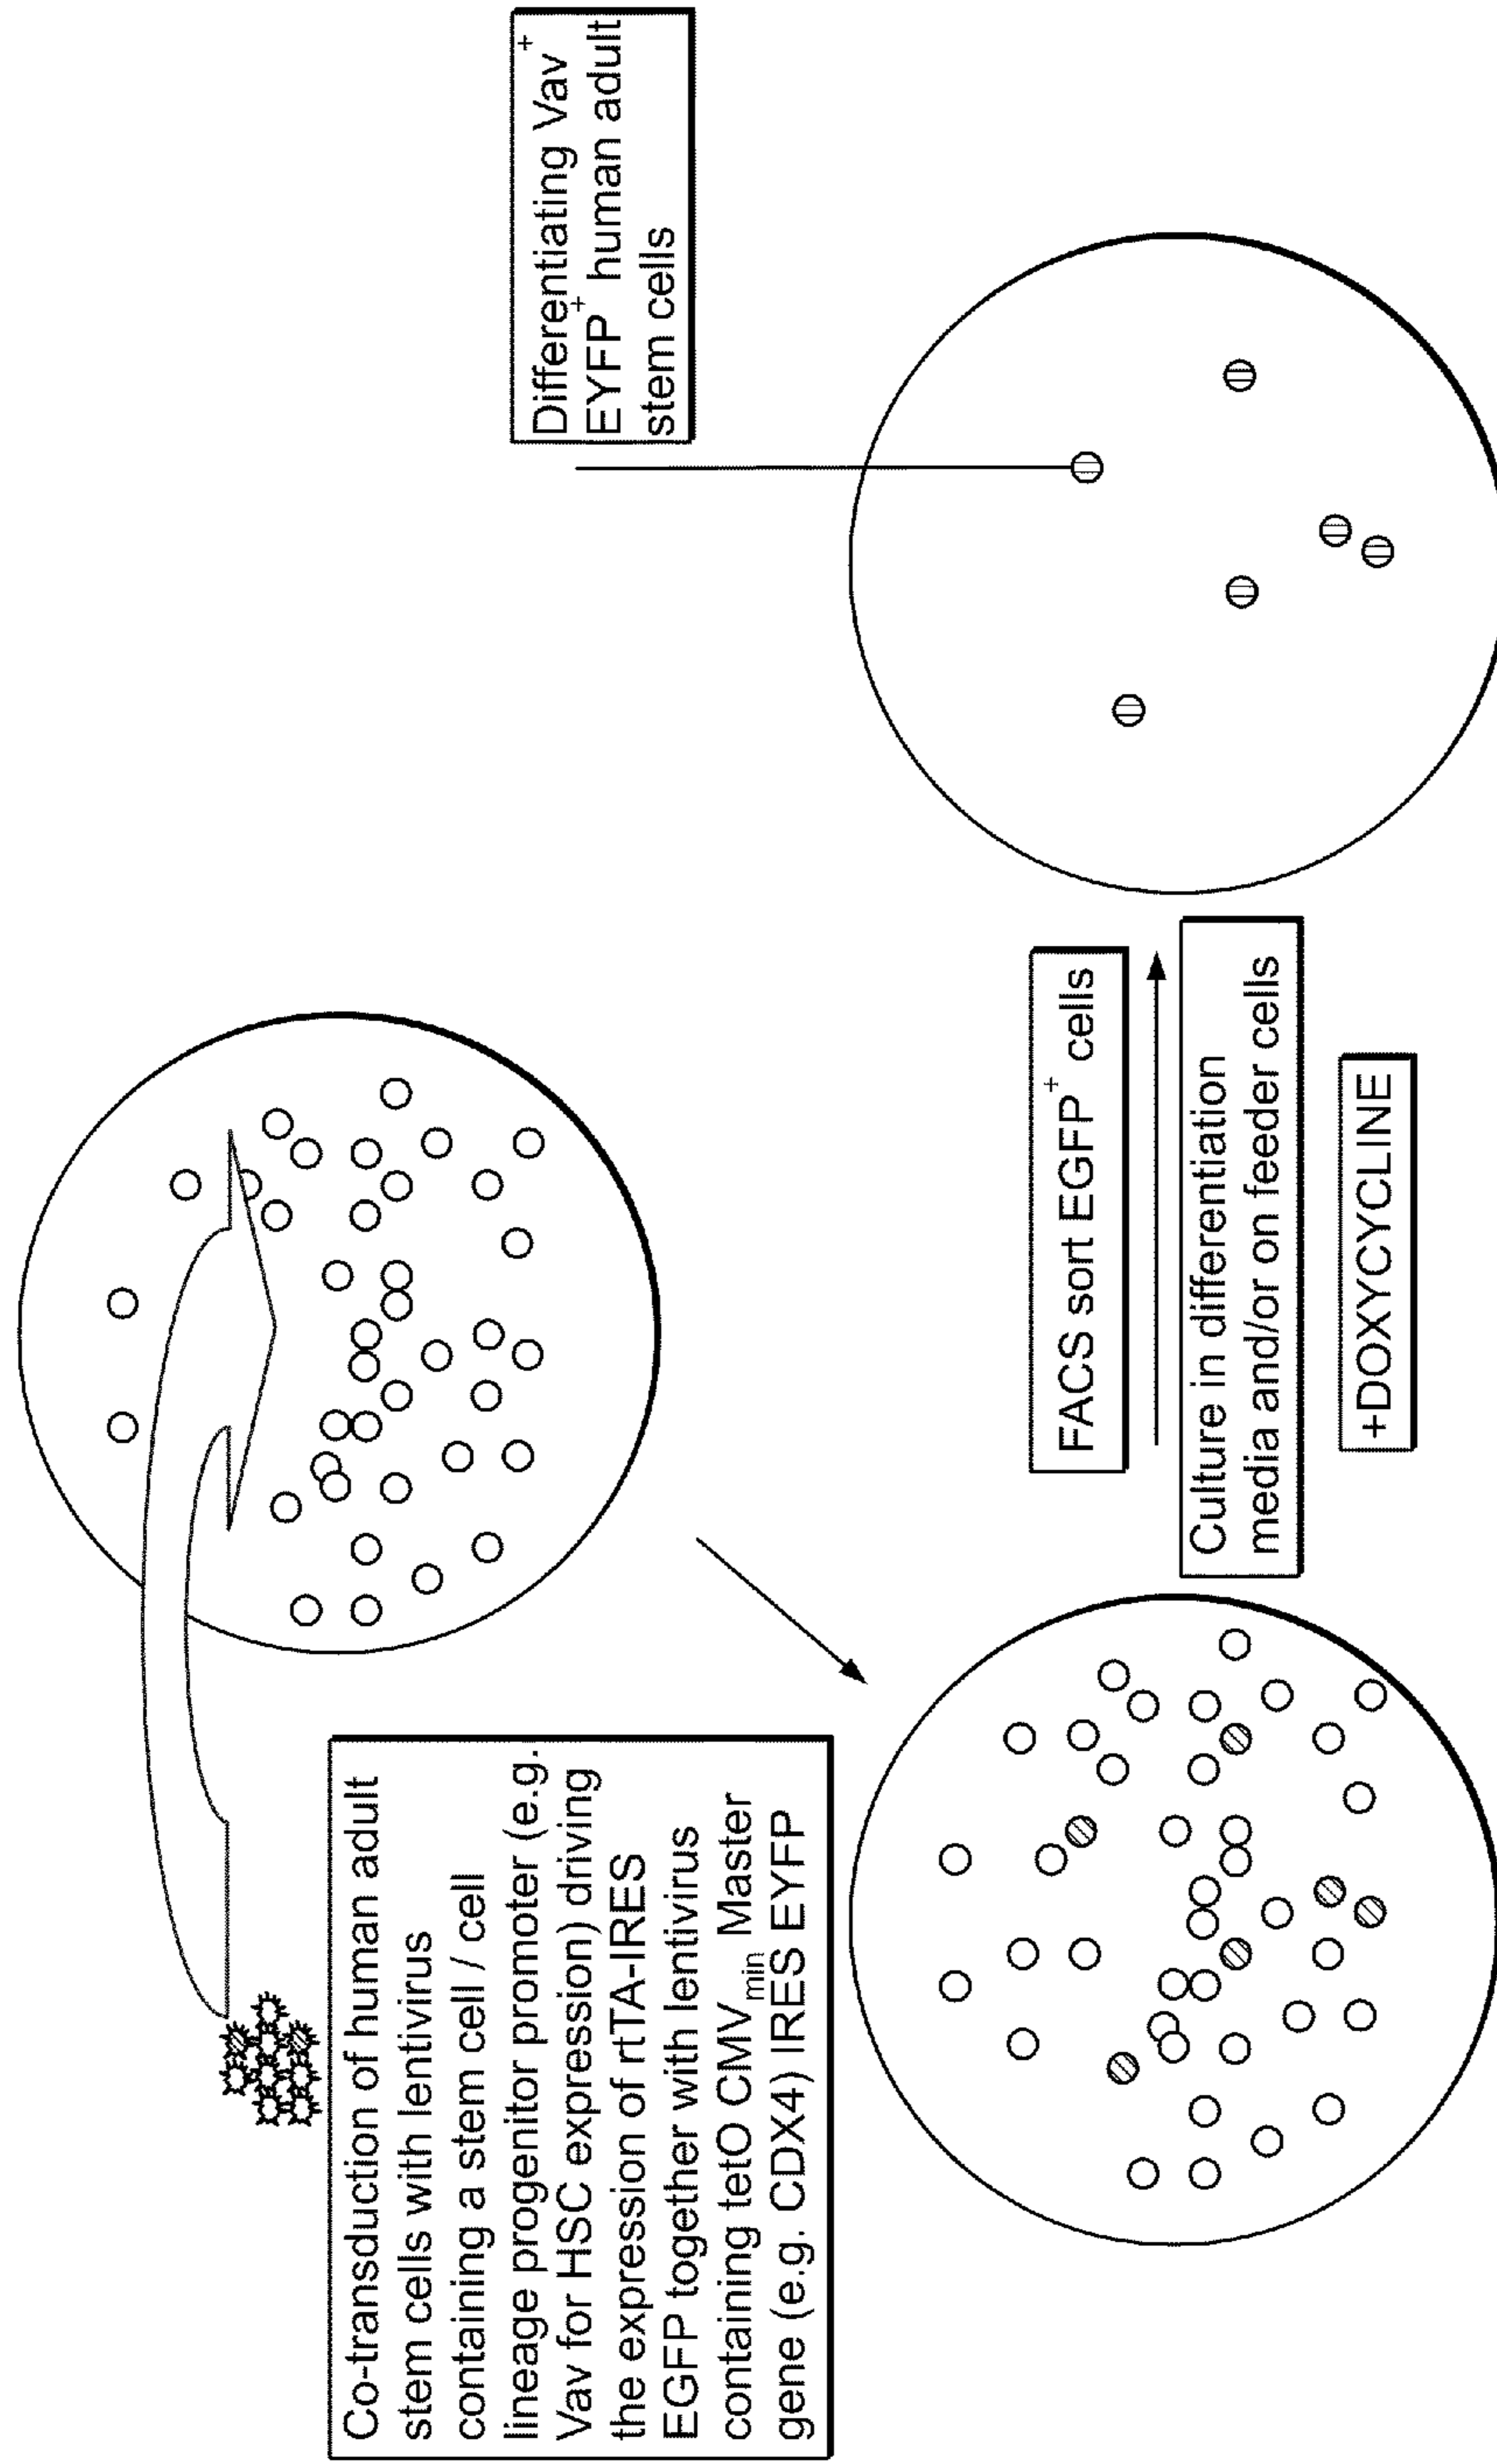 Co-transduction of human adult
stem cells with lentivirus
containing a stem cell / cell
lineage progenitor promoter (e.g.
Vav for HSC expression) driving
the expression of rtTA-IRES
EGFP together with lentivirus
containing tetO CMVmin Master
gene (e.g. CDX4) IRES EYFP
FACS sort EGFP+ cells
Culture in differentiation
media and/or on feeder cells
+DOXYCYCLINE
Differentiating Vav+
EYFP+ human adult
stem cells